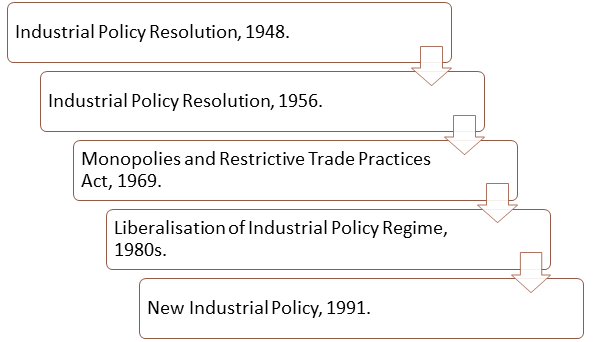 Industrial Policy Resolution, 1948.
Industrial Policy Resolution, 1956.
Monopolies and Restrictive Trade Practices
Act, 1969.
Liberalisation of Industrial Policy Regime,
1980s.
New Industrial Policy, 1991.